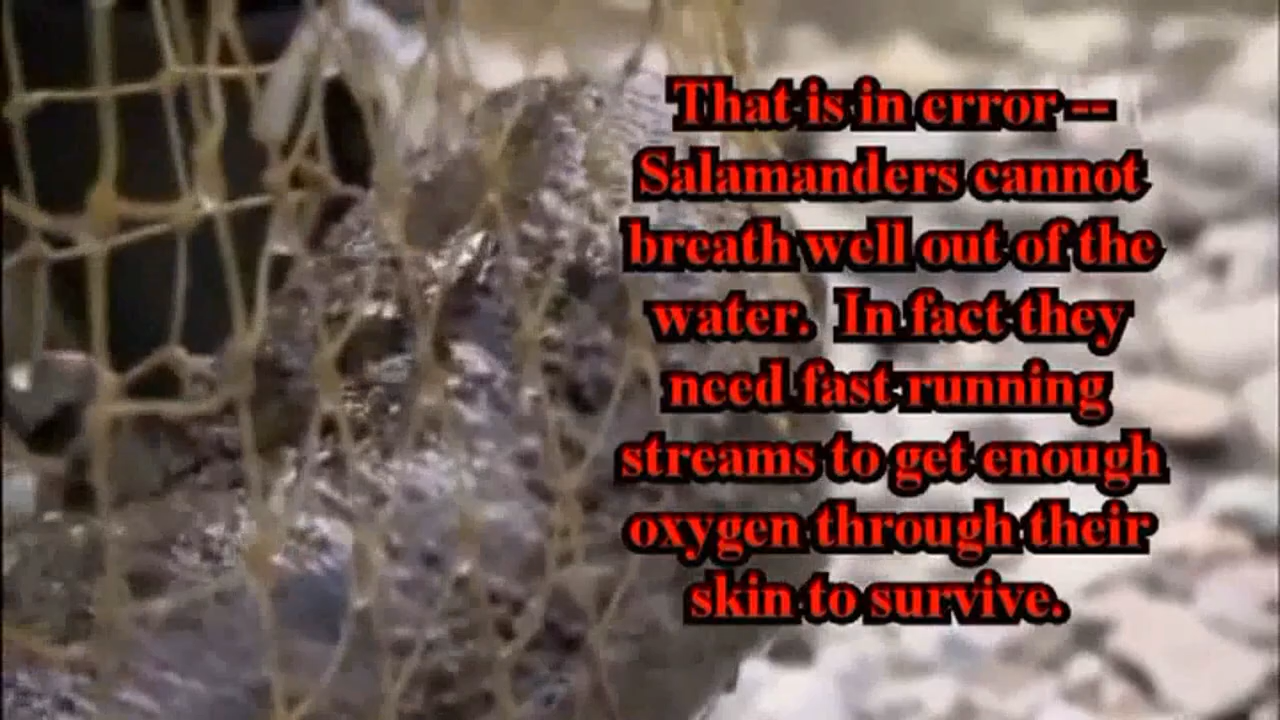 That is in error --
Salamanders cannot
breath well out of the
water.  In fact they
need fast running
streams to get enough
oxygen through their
skin to survive.